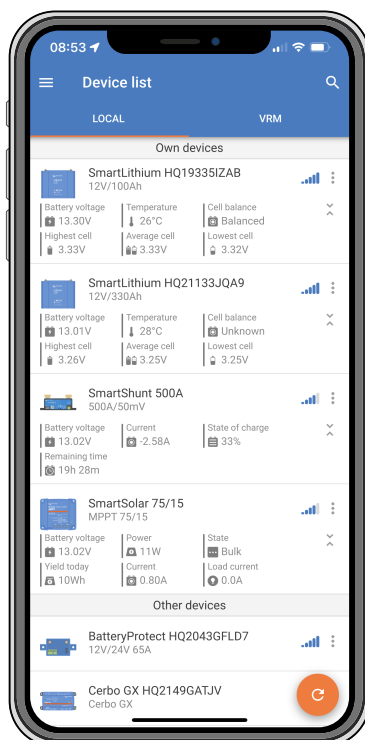 08:53
Device list
LOCAL VRM
Own devices
SmartLithium HQ19335IZAB
12V/100Ah
Battery voltage Temperature Cell balance
13.30V 26°C Balanced
Highest cell Average cell Lowest cell
3.33V 3.33V 3.32V
SmartLithium HQ21133JQA9
12V/330Ah
Battery voltage Temperature Cell balance
13.01V 28°C Unknown
Highest cell Average cell Lowest cell
3.26V 3.25V 3.25V
SmartShunt 500A
500A/50mV
Battery voltage Current State of charge
13.02V -2.58A 33%
Remaining time
19h 28m
SmartSolar 75/15
MPPT 75/15
Battery voltage Power State
13.02V 11W Bulk
Yield today Current Load current
10Wh 0.80A 0.0A
Other devices
BatteryProtect HQ2043GFLD7
12V/24V 65A
Cerbo GX HQ2149GATJV
Cerbo GX